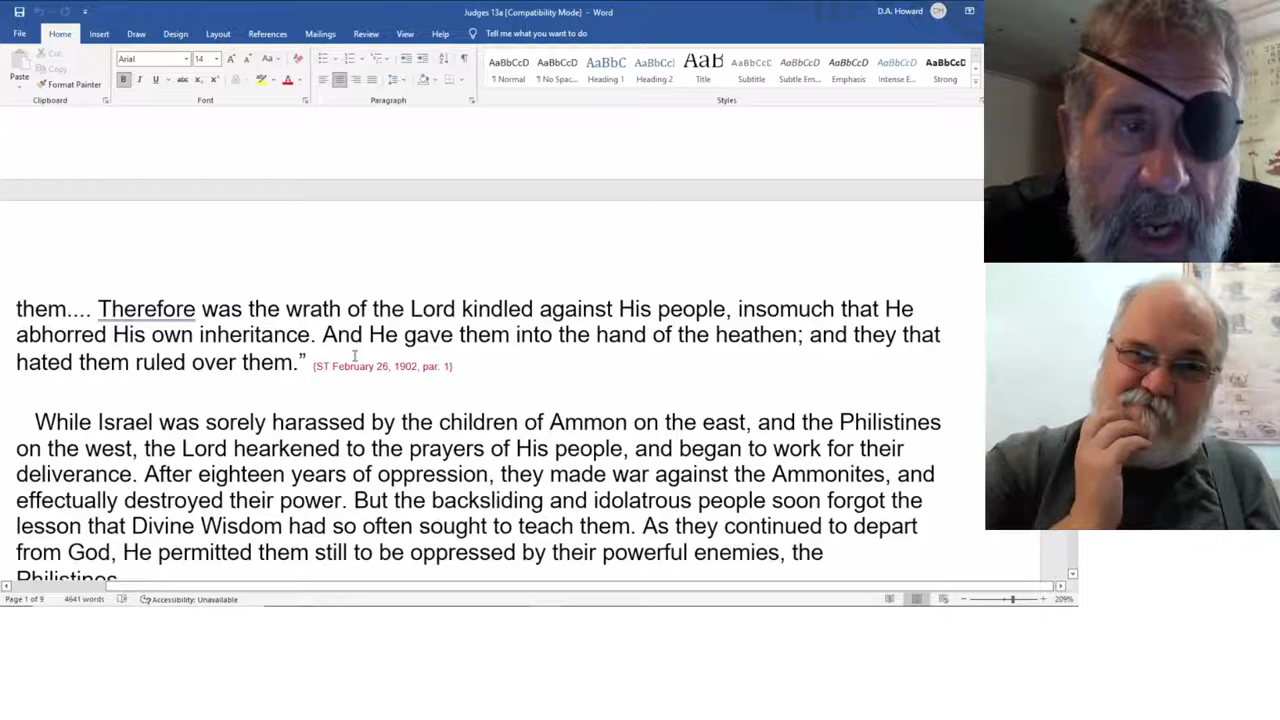 Judges 13a [Compatibility Mode] - Word
D.A. Howard
DH
File Home Insert Draw Design Layout References Mailings Review View Help Tell me what you want to do
Paste
Cut
Copy
Format Painter
Clipboard
Arial
14
Font
Paragraph
AaBbCcD AaBbCcD AaBbC AaBbCcI AaB AaBbCcD AaBbCcD AaBbCcD AaBbCcD AaBbCcD
¶ Normal ¶ No Spac... Heading 1 Heading 2 Title Subtitle Subtle Em... Emphasis Intense E... Strong
Styles
them.... Therefore was the wrath of the Lord kindled against His people, insomuch that He
abhorred His own inheritance. And He gave them into the hand of the heathen; and they that
hated them ruled over them.” {ST February 26, 1902, par. 1}
While Israel was sorely harassed by the children of Ammon on the east, and the Philistines
on the west, the Lord hearkened to the prayers of His people, and began to work for their
deliverance. After eighteen years of oppression, they made war against the Ammonites, and
effectually destroyed their power. But the backsliding and idolatrous people soon forgot the
lesson that Divine Wisdom had so often sought to teach them. As they continued to depart
from God, He permitted them still to be oppressed by their powerful enemies, the
Philistines
Page 1 of 9 4641 words Accessibility: Unavailable 209%